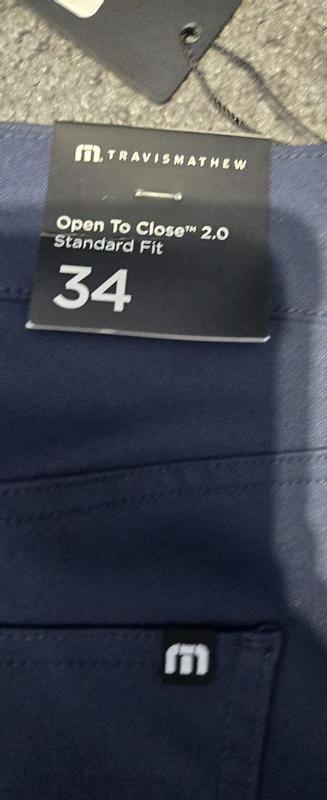 TRAVISMATHEW
Open To Close™ 2.0
Standard Fit
34